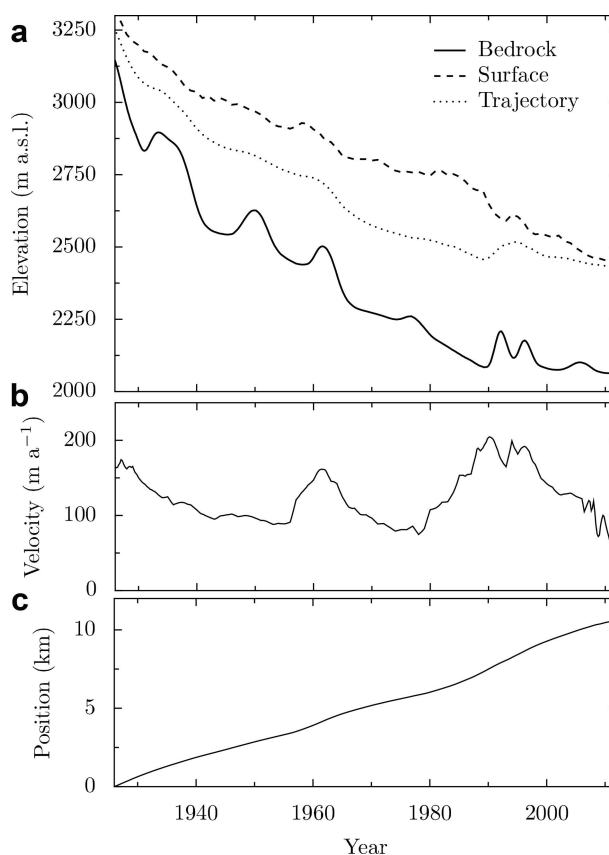 a
3250
3000
2750
2500
2250
2000
Elevation (m a.s.l.)
Bedrock
Surface
Trajectory
b
200
100
0
Velocity (m a⁻¹)
c
10
5
0
Position (km)
1940 1960 1980 2000
Year